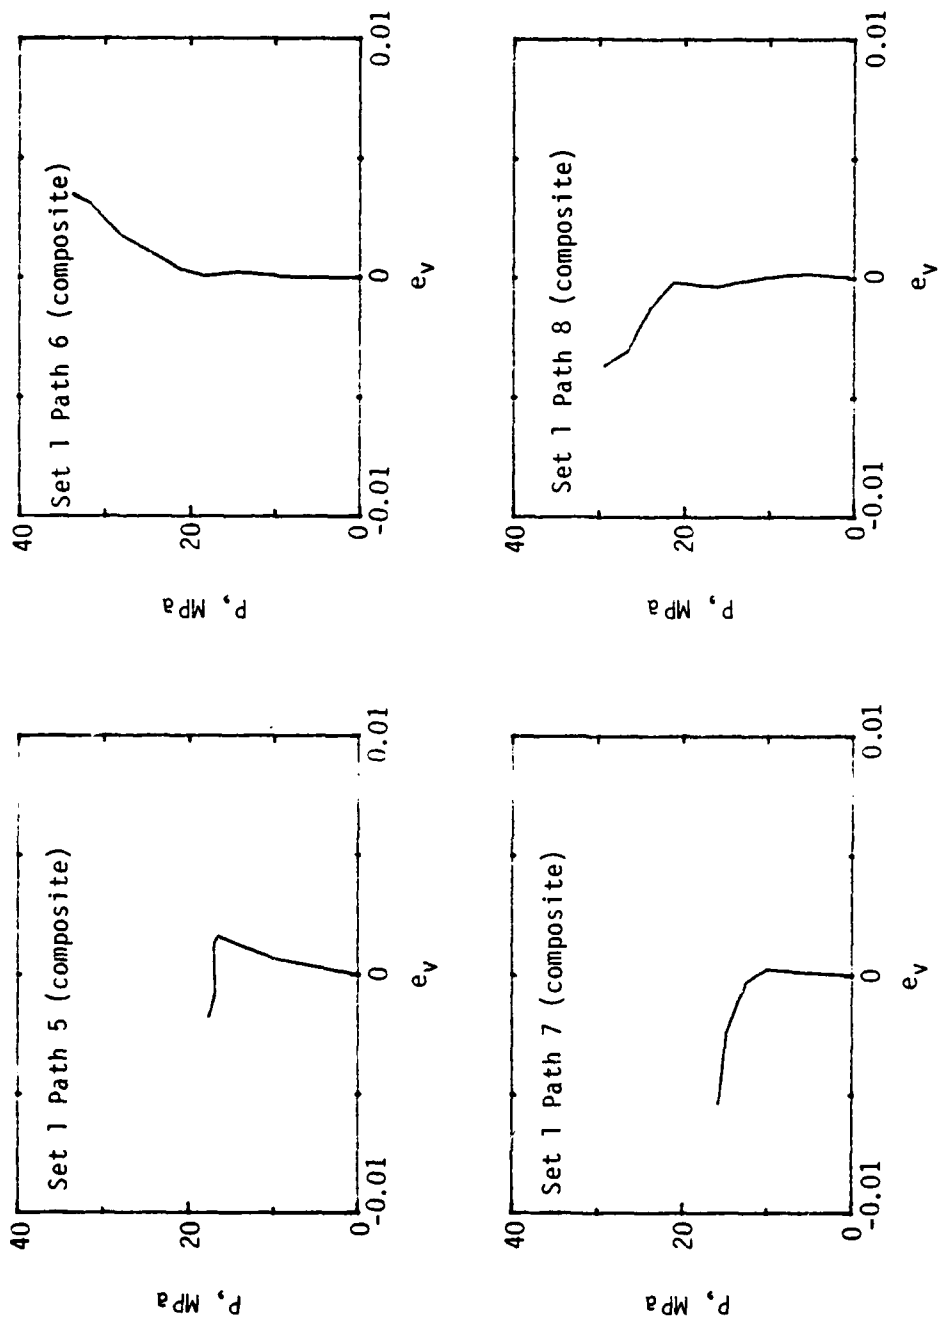 Set 1 Path 5 (composite)
P, MPa
40
20
0
-0.01
0
0.01
e_v
Set 1 Path 6 (composite)
P, MPa
40
20
0
-0.01
0
0.01
e_v
Set 1 Path 7 (composite)
P, MPa
40
20
0
-0.01
0
0.01
e_v
Set 1 Path 8 (composite)
P, MPa
40
20
0
-0.01
0
0.01
e_v